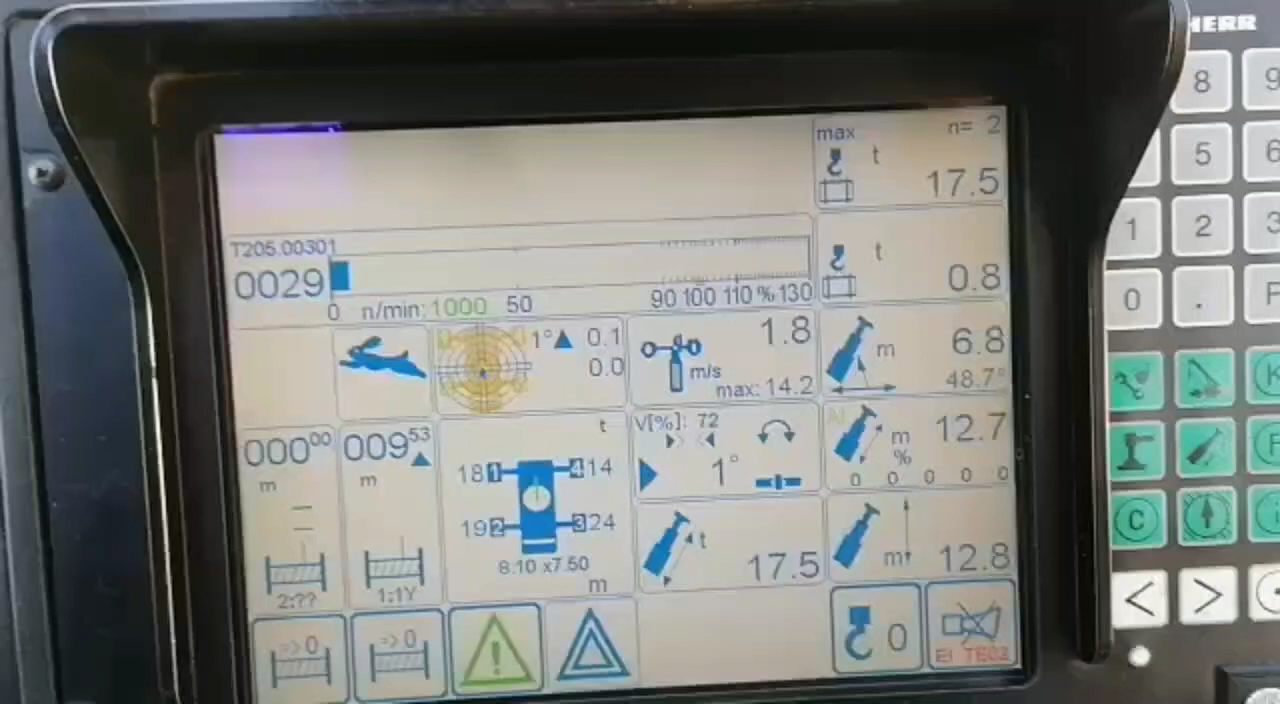 HERR
max
n= 2
t
17.5
T205.00301
0029
0 n/min: 1000 50 90 100 110 % 130
t
0.8
1° 0.1
0.0
1.8
m/s
max: 14.2
m
6.8
48.7°
000⁰⁰
m
009⁵³
m
t
18 1 4 14
19 2 3 24
8.10 x7.50
m
V[%]: 72
1°
m
%
12.7
0 0 0 0 0
t
17.5
m
12.8
2:??
1:1Y
=>0
=>0
!
0
8 9
5 6
1 2 3
0 . F
C
< >